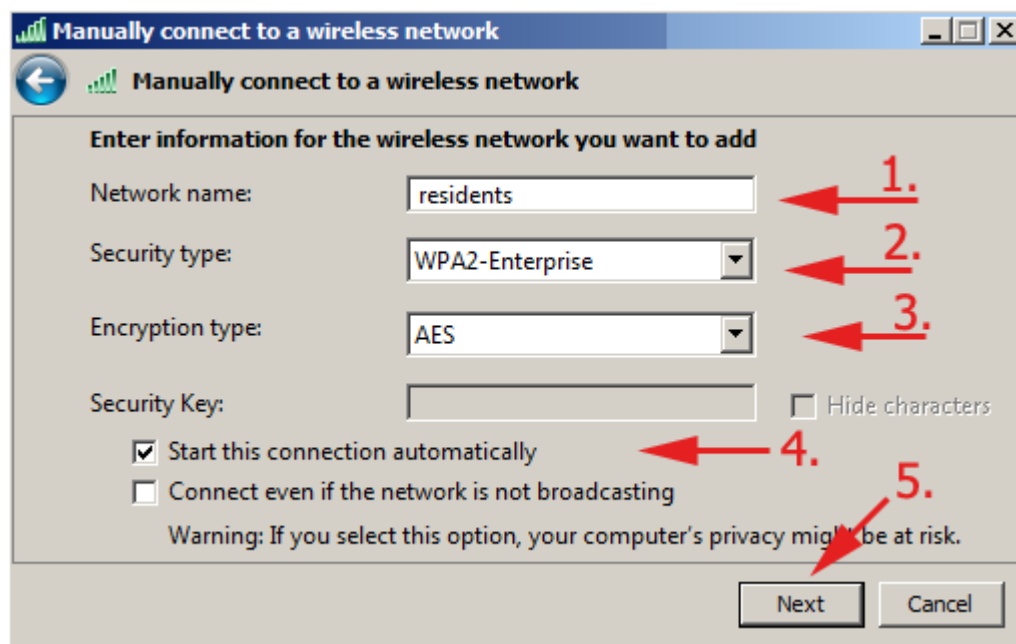 Manually connect to a wireless network
Manually connect to a wireless network
Enter information for the wireless network you want to add
Network name: residents 1.
Security type: WPA2-Enterprise 2.
Encryption type: AES 3.
Security Key: Hide characters
Start this connection automatically 4.
Connect even if the network is not broadcasting 5.
Warning: If you select this option, your computer's privacy might be at risk.
Next Cancel